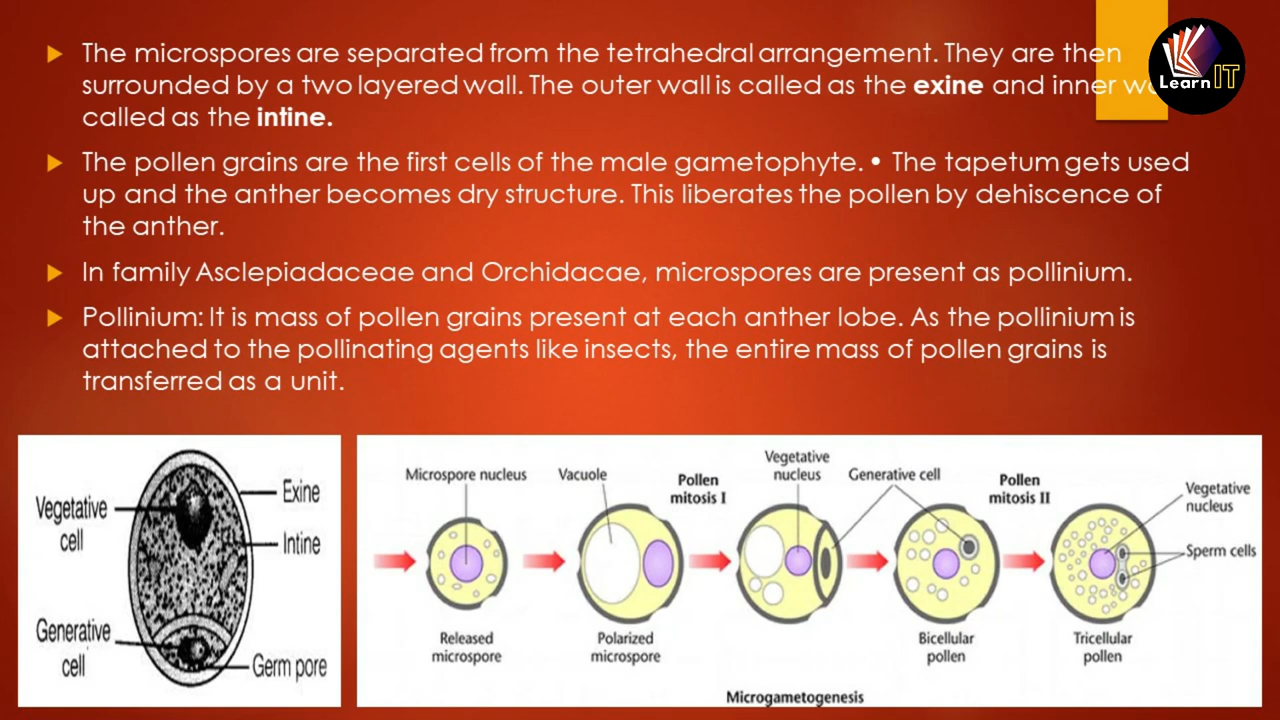 The microspores are separated from the tetrahedral arrangement. They are then
surrounded by a two layered wall. The outer wall is called as the exine and inner
called as the intine.
The pollen grains are the first cells of the male gametophyte. • The tapetum gets used
up and the anther becomes dry structure. This liberates the pollen by dehiscence of
the anther.
In family Asclepiadaceae and Orchidacae, microspores are present as pollinium.
Pollinium: It is mass of pollen grains present at each anther lobe. As the pollinium is
attached to the pollinating agents like insects, the entire mass of pollen grains is
transferred as a unit.
Learn IT
Vegetative
cell
Exine
Intine
Generative
cell
Germ pore
Microspore nucleus
Vacuole
Pollen
mitosis I
Vegetative
nucleus
Generative cell
Pollen
mitosis II
Vegetative
nucleus
Sperm cells
Released
microspore
Polarized
microspore
Bicellular
pollen
Tricellular
pollen
Microgametogenesis